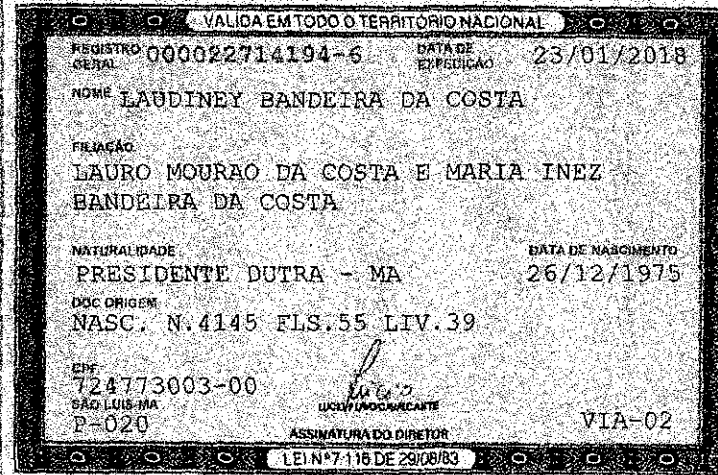 VALIDA EM TODO O TERRITÓRIO NACIONAL
REGISTRO GERAL 000022714194-6 DATA DE EXPEDIÇÃO 23/01/2018
NOME LAUDINEY BANDEIRA DA COSTA
FILIAÇÃO
LAURO MOURAO DA COSTA E MARIA INEZ
BANDEIRA DA COSTA
NATURALIDADE DATA DE NASCIMENTO
PRESIDENTE DUTRA - MA 26/12/1975
DOC ORIGEM
NASC. N.4145 FLS.55 LIV.39
CPF
724773003-00
SÃO LUIS-MA
P-020 VIA-02
ASSINATURA DO DIRETOR
LEI Nº 7.116 DE 29/08/83